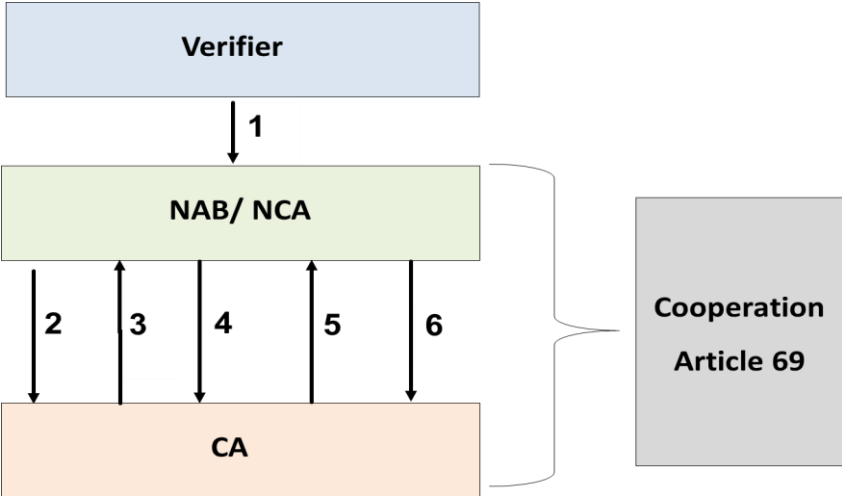 Verifier
1
NAB/ NCA
2
3
4
5
6
Cooperation
Article 69
CA